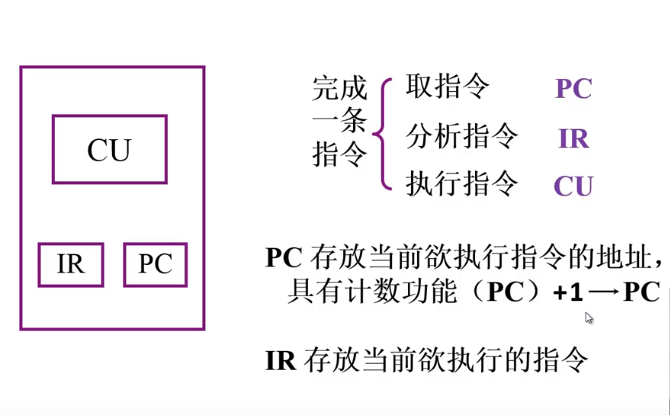 CU
IR
PC
完成
一条
指令
取指令 PC
分析指令 IR
执行指令 CU
PC 存放当前欲执行指令的地址，
具有计数功能（PC）+1→PC
IR 存放当前欲执行的指令